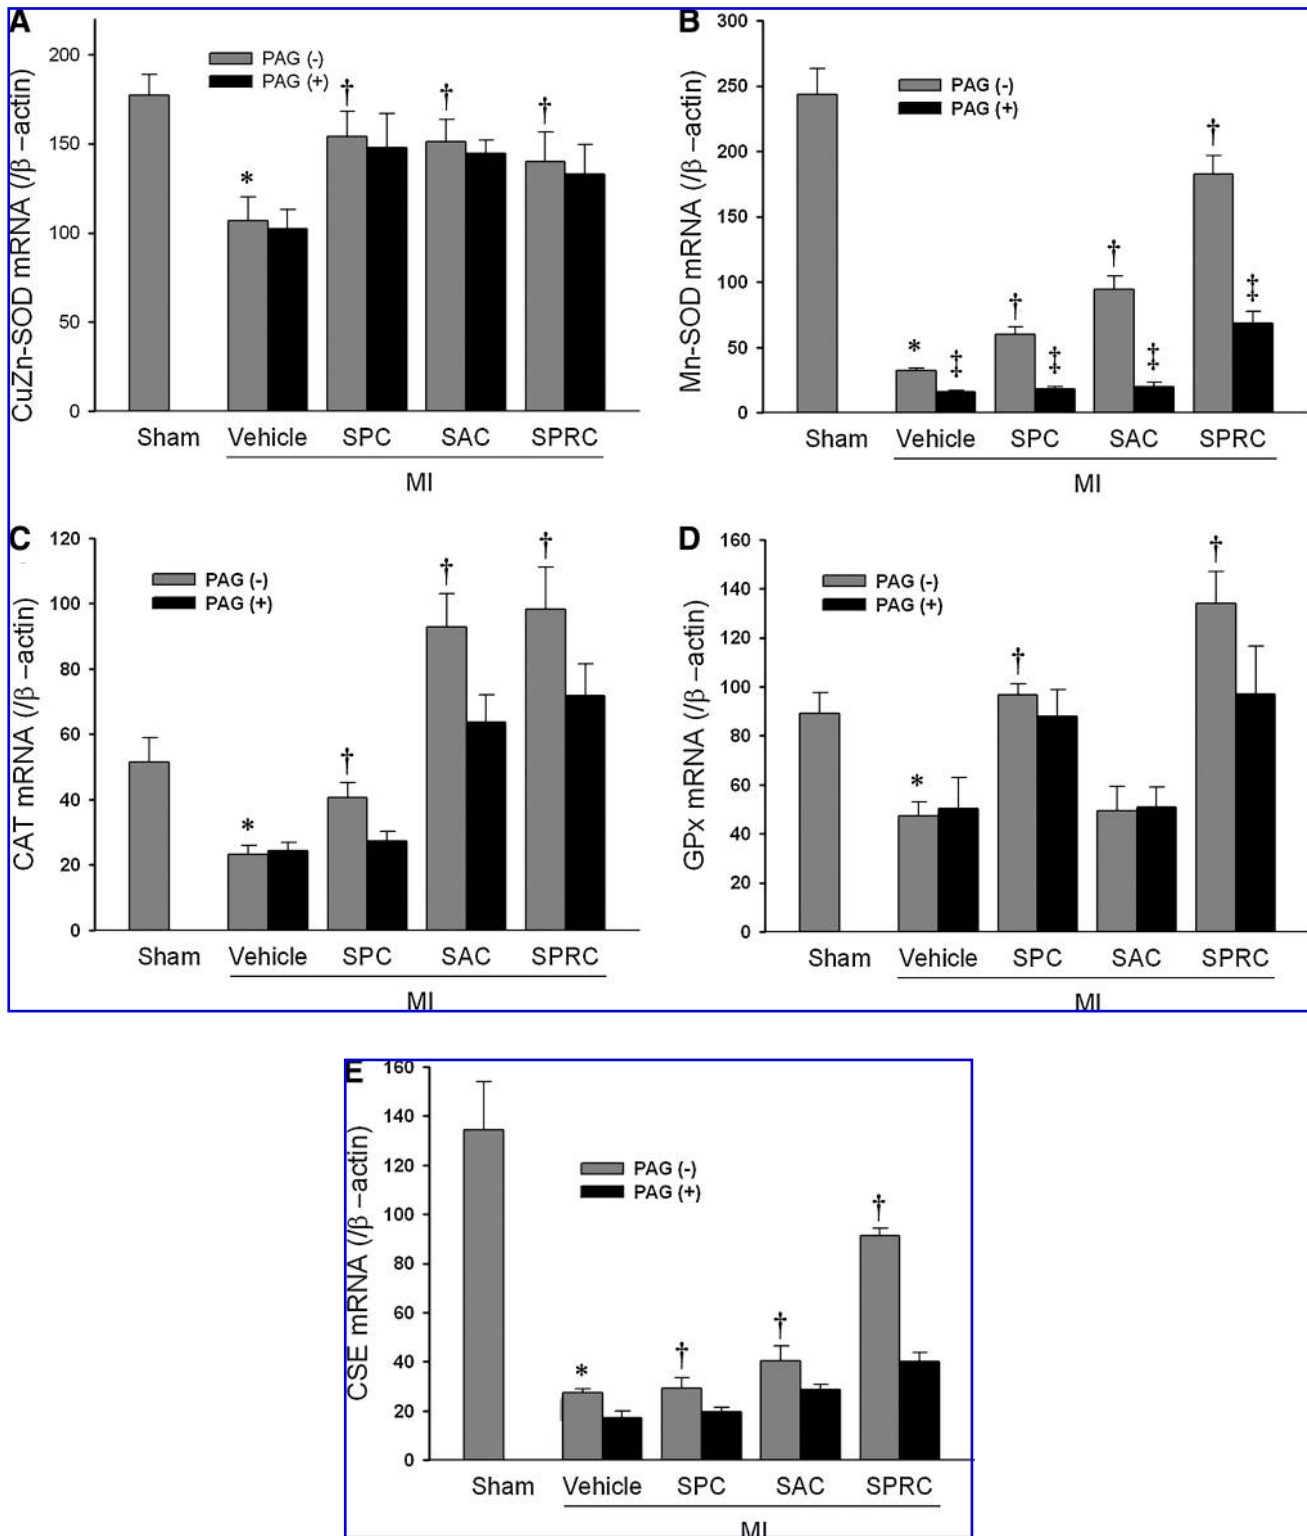 A
CuZn-SOD mRNA (/β –actin)
200
150
100
50
0
PAG (-)
PAG (+)
*
†
†
†
Sham Vehicle SPC SAC SPRC
MI
B
Mn-SOD mRNA (/β –actin)
300
250
200
150
100
50
0
PAG (-)
PAG (+)
*
‡
†
‡
†
‡
†
‡
Sham Vehicle SPC SAC SPRC
MI
C
CAT mRNA (/β –actin)
120
100
80
60
40
20
0
PAG (-)
PAG (+)
*
†
†
†
Sham Vehicle SPC SAC SPRC
MI
D
GPx mRNA (/β –actin)
160
140
120
100
80
60
40
20
0
PAG (-)
PAG (+)
*
†
†
Sham Vehicle SPC SAC SPRC
MI
E
CSE mRNA (/β –actin)
160
140
120
100
80
60
40
20
0
PAG (-)
PAG (+)
*
†
†
†
Sham Vehicle SPC SAC SPRC
MI